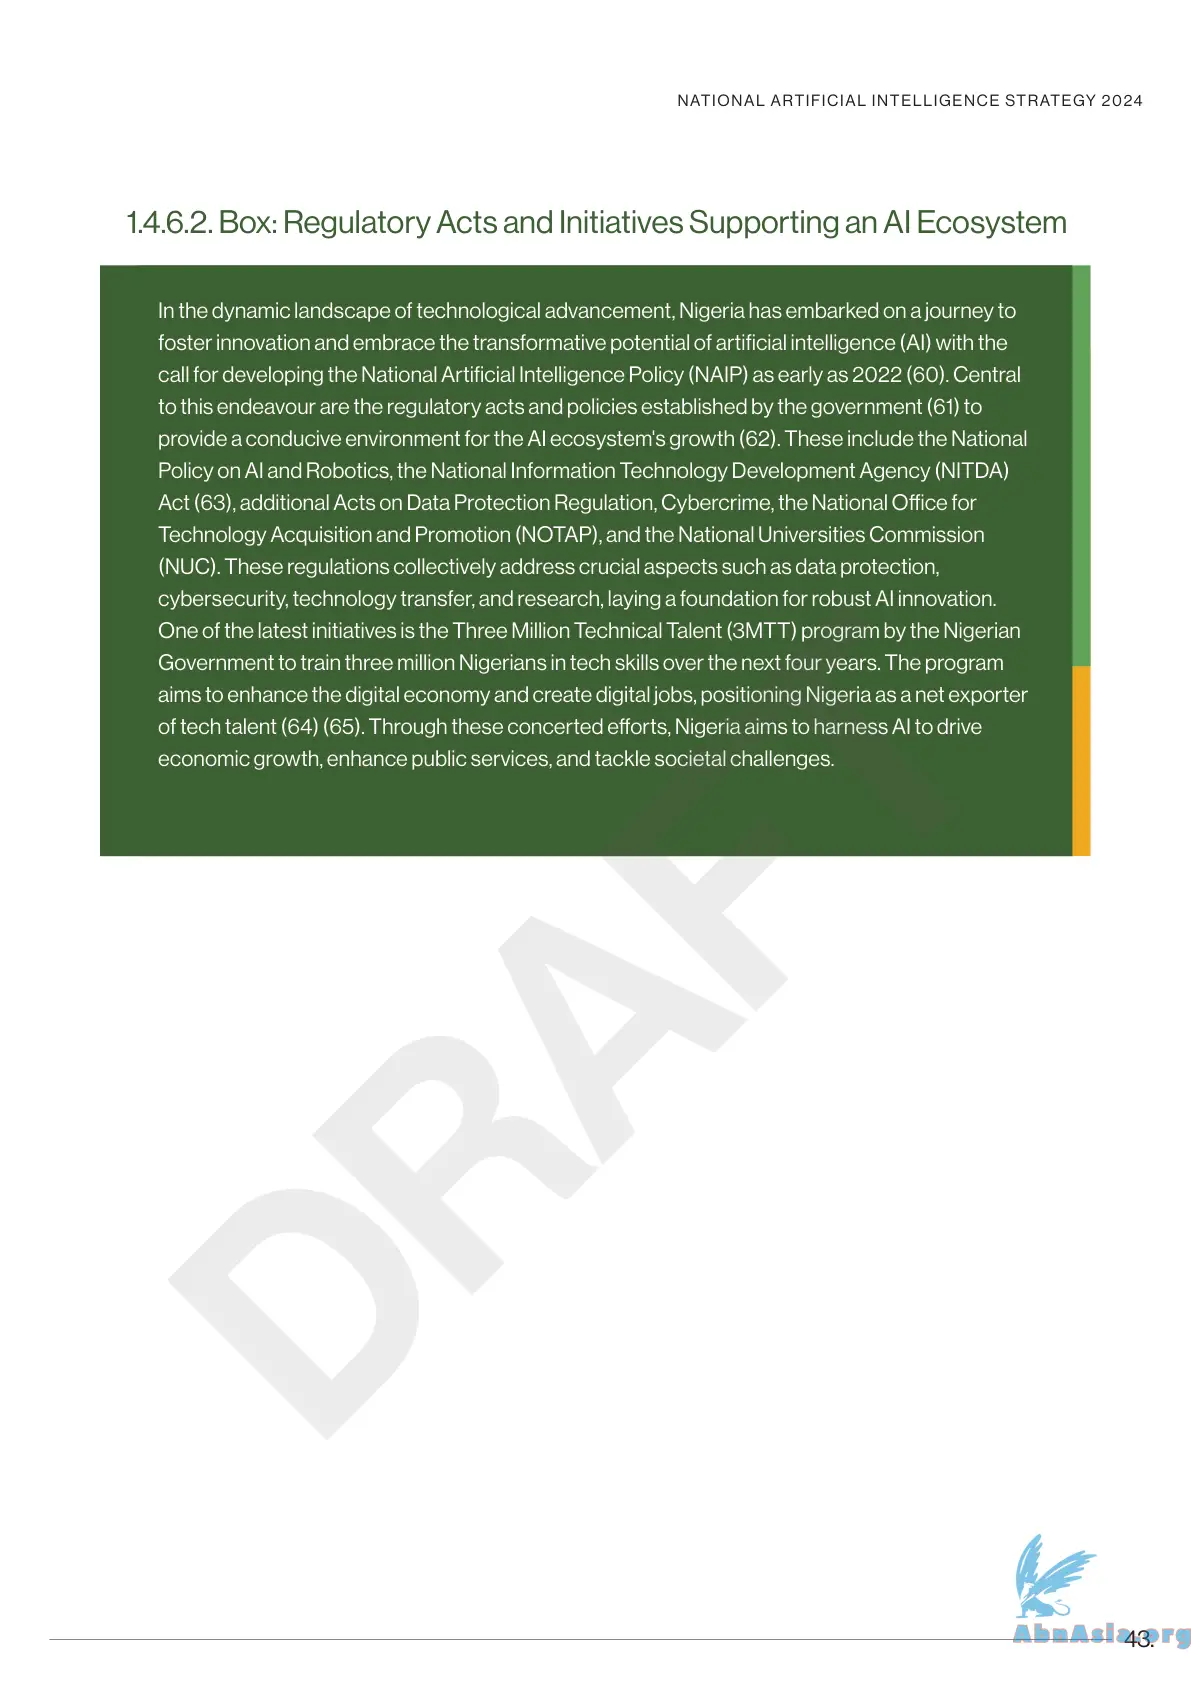 NATIONAL ARTIFICIAL INTELLIGENCE STRATEGY 2024
1.4.6.2. Box: Regulatory Acts and Initiatives Supporting an AI Ecosystem
In the dynamic landscape of technological advancement, Nigeria has embarked on a journey to
foster innovation and embrace the transformative potential of artificial intelligence (AI) with the
call for developing the National Artificial Intelligence Policy (NAIP) as early as 2022 (60). Central
to this endeavour are the regulatory acts and policies established by the government (61) to
provide a conducive environment for the AI ecosystem's growth (62). These include the National
Policy on AI and Robotics, the National Information Technology Development Agency (NITDA)
Act (63), additional Acts on Data Protection Regulation, Cybercrime, the National Office for
Technology Acquisition and Promotion (NOTAP), and the National Universities Commission
(NUC). These regulations collectively address crucial aspects such as data protection,
cybersecurity, technology transfer, and research, laying a foundation for robust AI innovation.
One of the latest initiatives is the Three Million Technical Talent (3MTT) program by the Nigerian
Government to train three million Nigerians in tech skills over the next four years. The program
aims to enhance the digital economy and create digital jobs, positioning Nigeria as a net exporter
of tech talent (64) (65). Through these concerted efforts, Nigeria aims to harness AI to drive
economic growth, enhance public services, and tackle societal challenges.
DRAFT
AbnAsia.org
43.